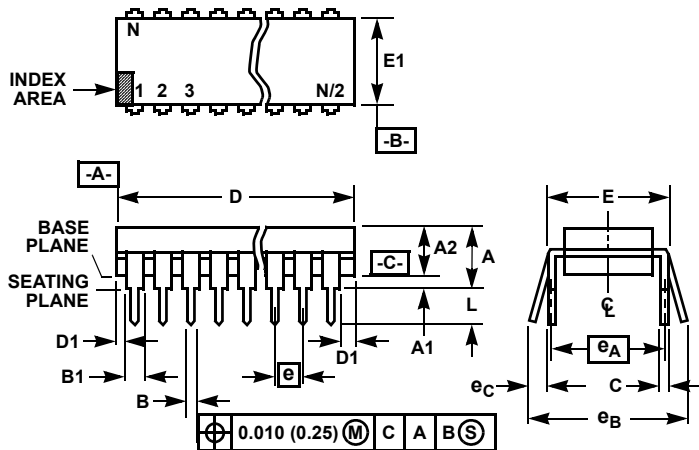 N
E1
INDEX
AREA
1 2 3 N/2
-B-
-A-
D
E
BASE
PLANE
A2
A
-C-
SEATING
PLANE
L
℄
D1
A1
D1
eA
B1
e
eC
C
B
eB
0.010 (0.25) Ⓜ C A B Ⓢ